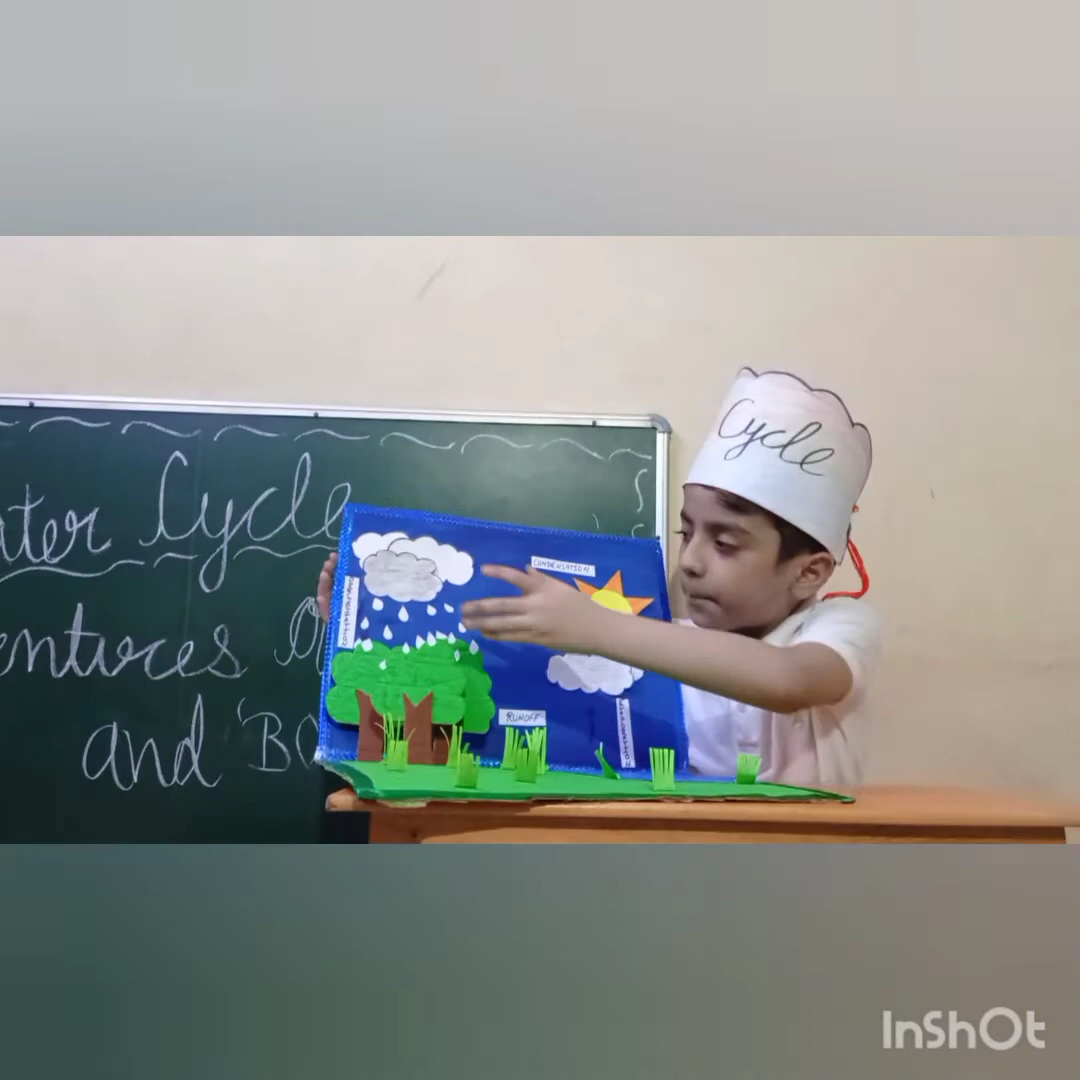 ater Cycle
entures O
and 'Bo
Cycle
CONDENSATION
RUNOFF
InShOt